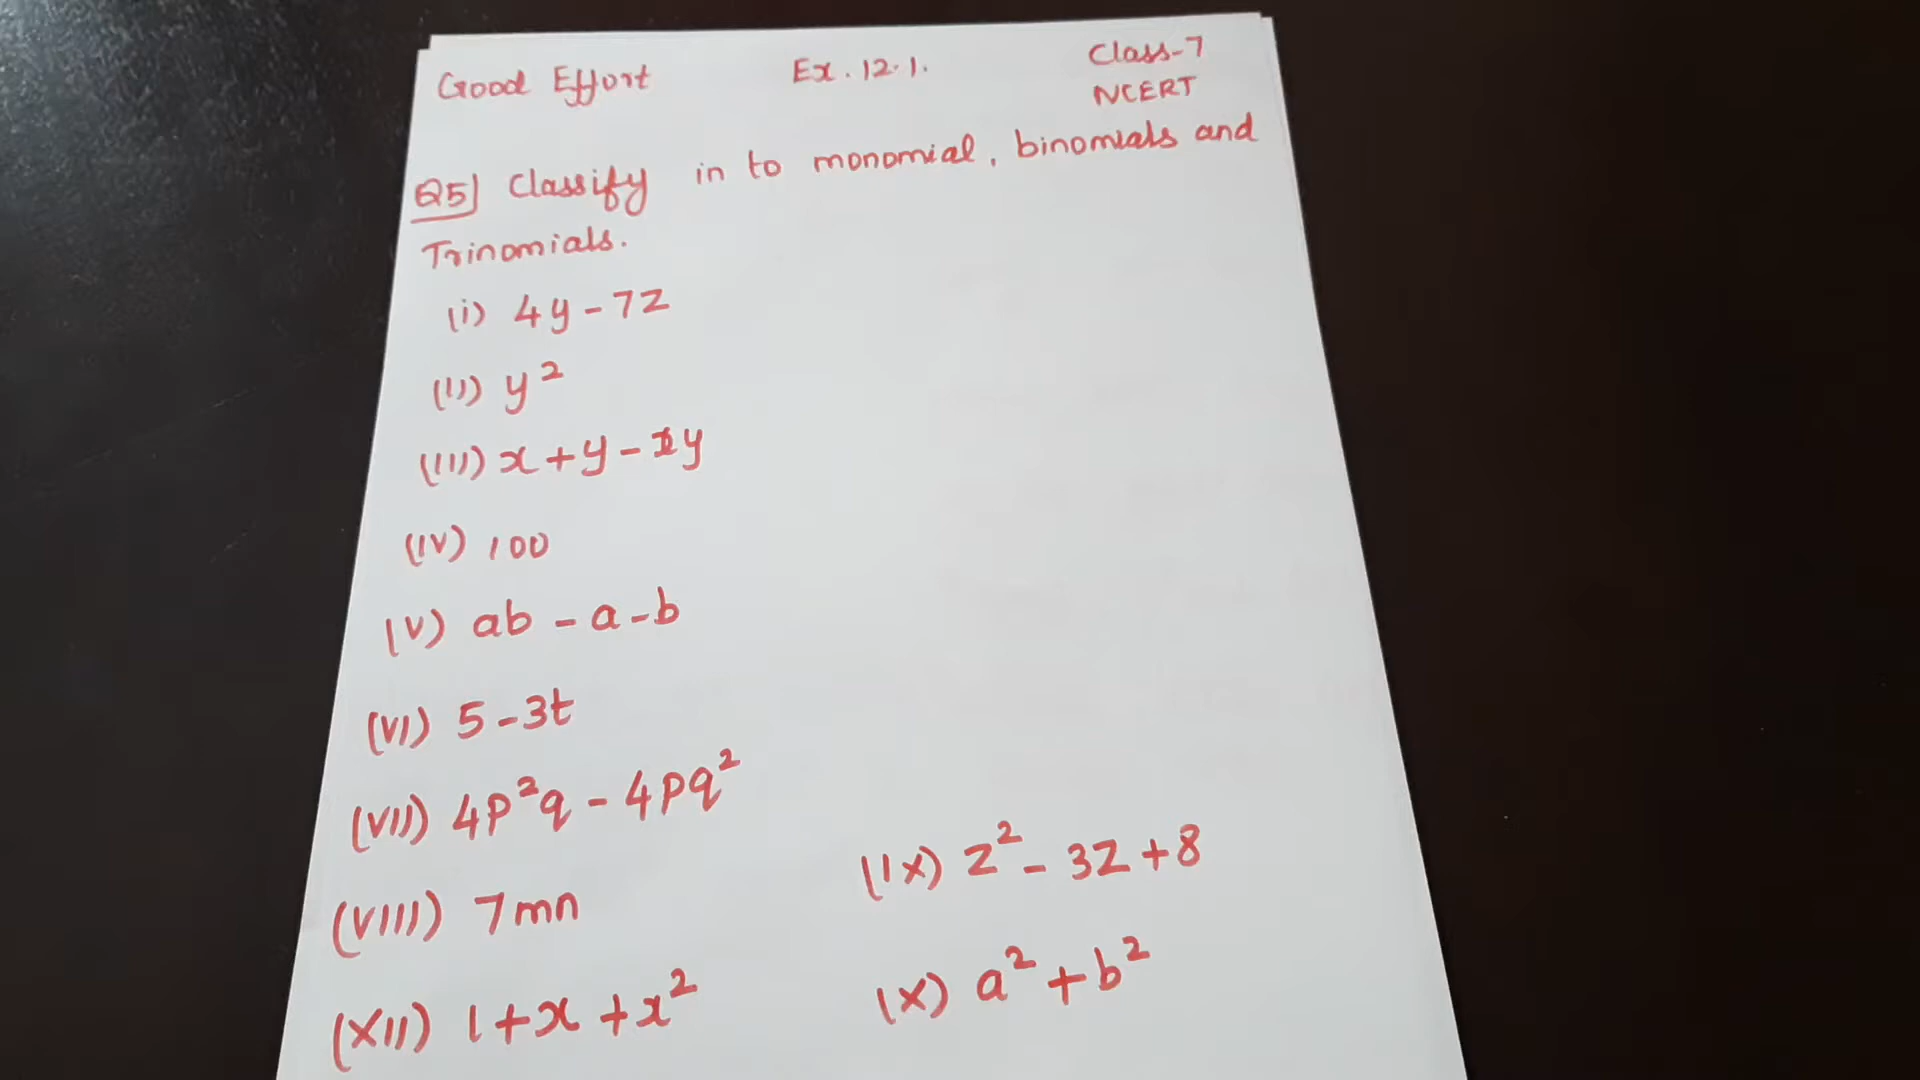 Good Effort Ex. 12.1. Class-7
NCERT
Q5] Classify in to monomial, binomials and
Trinomials.
(i) 4y - 7z
(ii) y²
(iii) x + y - xy
(iv) 100
(v) ab - a - b
(vi) 5 - 3t
(vii) 4p²q - 4pq²
(viii) 7mn
(ix) z² - 3z + 8
(x) a² + b²
(xii) 1 + x + x²